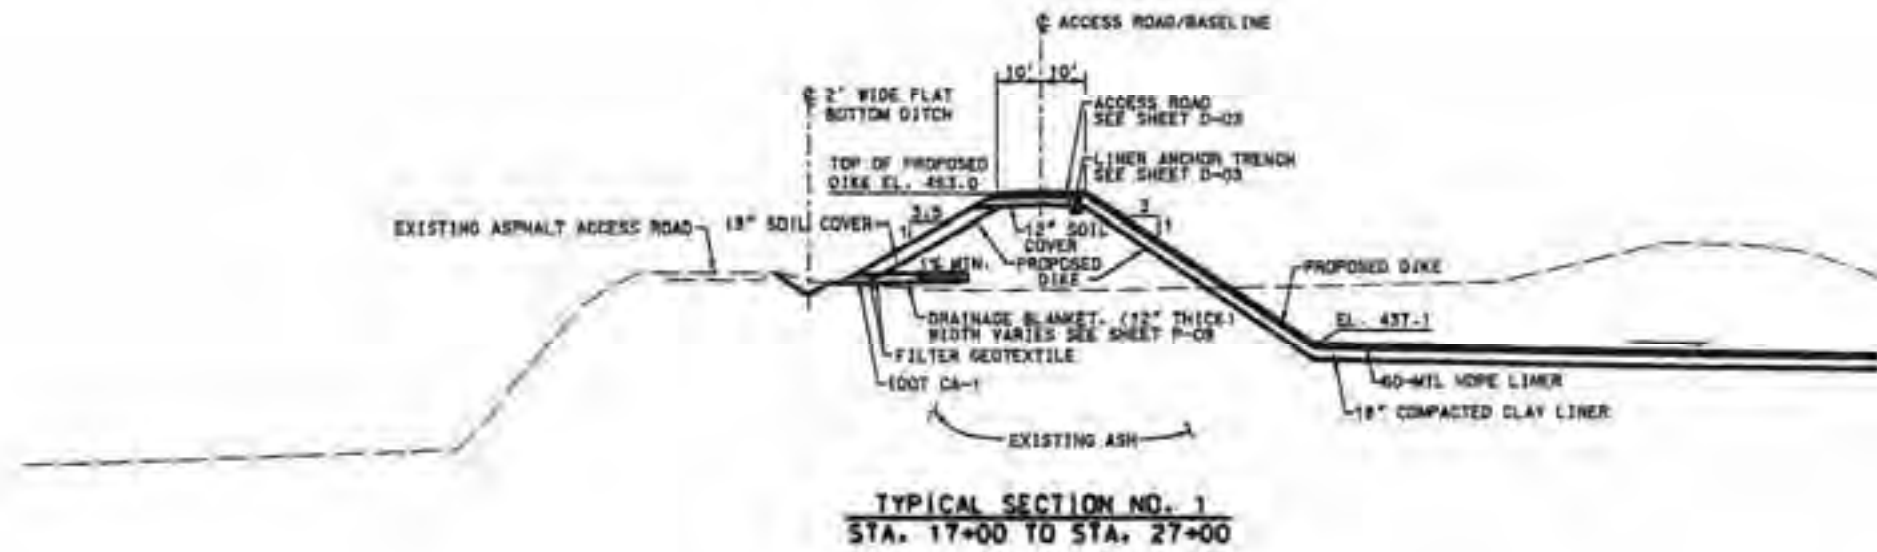 ℄ ACCESS ROAD/BASELINE
10' 10'
℄ 2' WIDE FLAT
BOTTOM DITCH
ACCESS ROAD
SEE SHEET D-03
TOP OF PROPOSED
DIKE EL. 453.0
LINER ANCHOR TRENCH
SEE SHEET D-03
EXISTING ASPHALT ACCESS ROAD
SOIL COVER
3.5
1
12" SOIL
COVER
3
1
1% MIN.
PROPOSED
DIKE
PROPOSED DIKE
DRAINAGE BLANKET. (12" THICK)
WIDTH VARIES SEE SHEET
EL. 437.1
FILTER GEOTEXTILE
IDOT CA-1
60-MIL HDPE LINER
18" COMPACTED CLAY LINER
EXISTING ASH
TYPICAL SECTION NO. 1
STA. 17+00 TO STA. 27+00